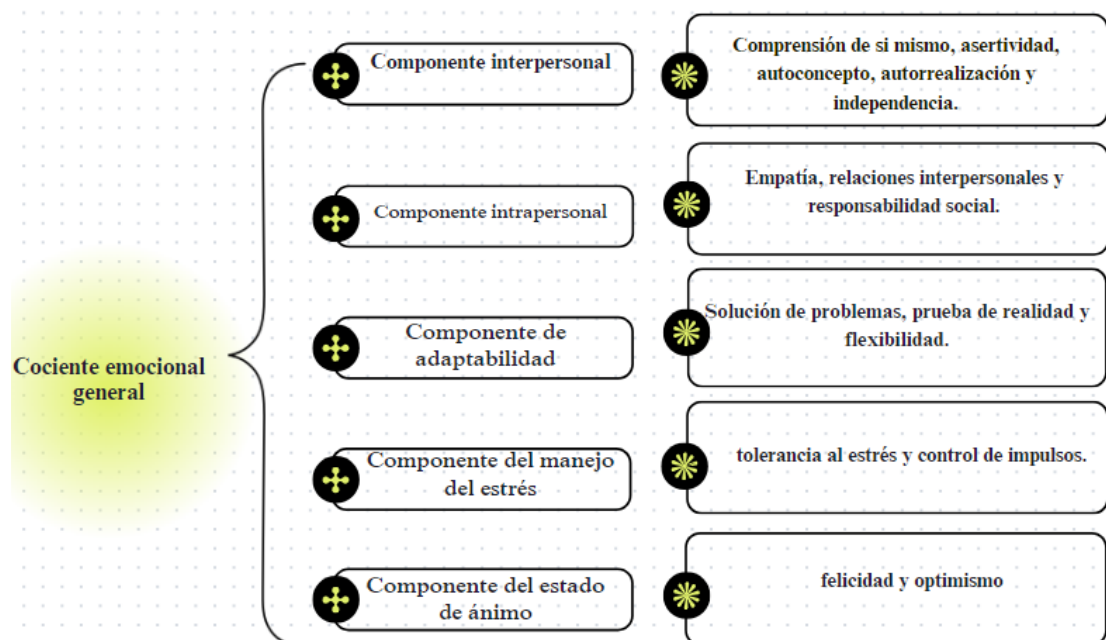 Componente interpersonal
Comprensión de si mismo, asertividad,
autoconcepto, autorrealización y
independencia.
Componente intrapersonal
Empatía, relaciones interpersonales y
responsabilidad social.
Cociente emocional
general
Componente de
adaptabilidad
Solución de problemas, prueba de realidad y
flexibilidad.
Componente del manejo
del estrés
tolerancia al estrés y control de impulsos.
Componente del estado
de ánimo
felicidad y optimismo